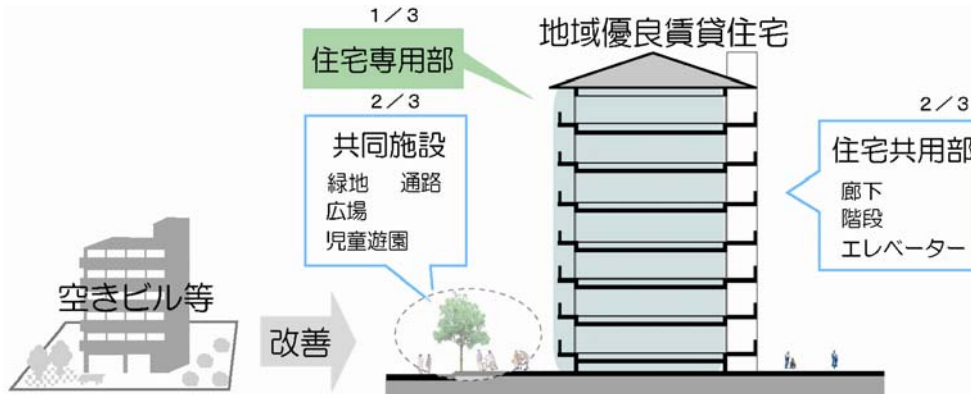 1／3
住宅専用部
2／3
共同施設
緑地　通路
広場
児童遊園
地域優良賃貸住宅
2／3
住宅共用部
廊下
階段
エレベーター
空きビル等
改善